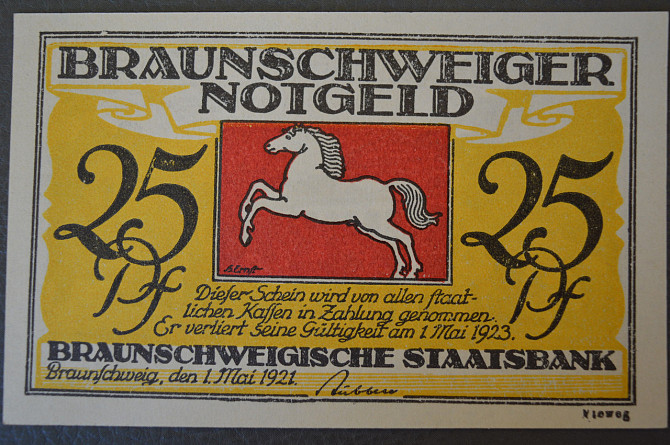 BRAUNSCHWEIGER
NOTGELD
25
Pf
25
Pf
Dieſer Schein wird von allen ſtaat-
lichen Kaſſen in Zahlung genommen.
Er verliert seine Gültigkeit am 1. Mai 1923.
BRAUNSCHWEIGISCHE STAATSBANK
Braunſchweig, den 1. Mai 1921.
Vieweg